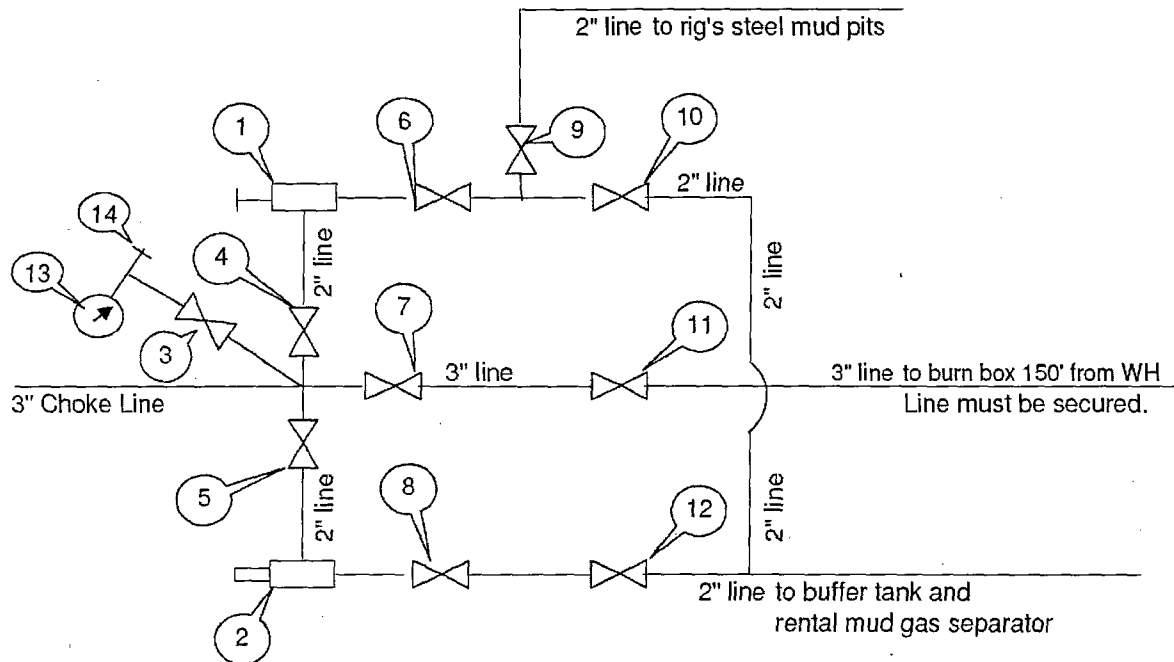 2" line to rig's steel mud pits
1
6
9
10
2" line
14
13
4
2" line
2" line
3
7
11
3" line
3" line to burn box 150' from WH
3" Choke Line
Line must be secured.
5
2" line
8
12
2" line
2
2" line to buffer tank and
rental mud gas separator